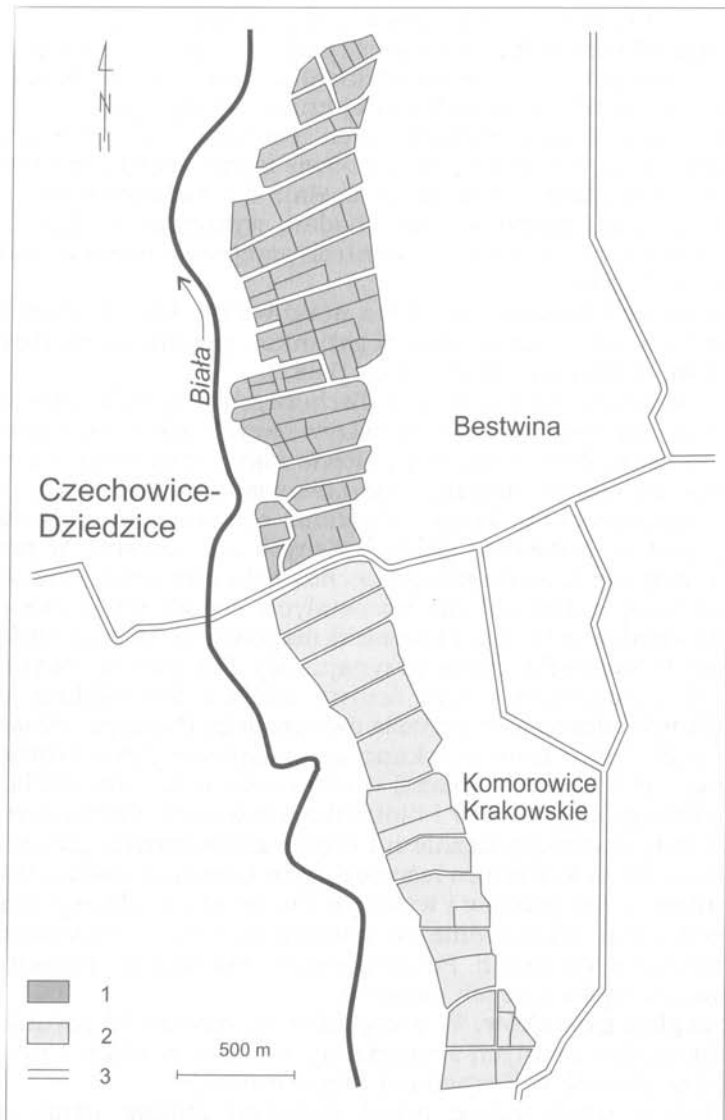 N
Biała
Bestwina
Czechowice-
Dziedzice
Komorowice
Krakowskie
1
2
3
500 m